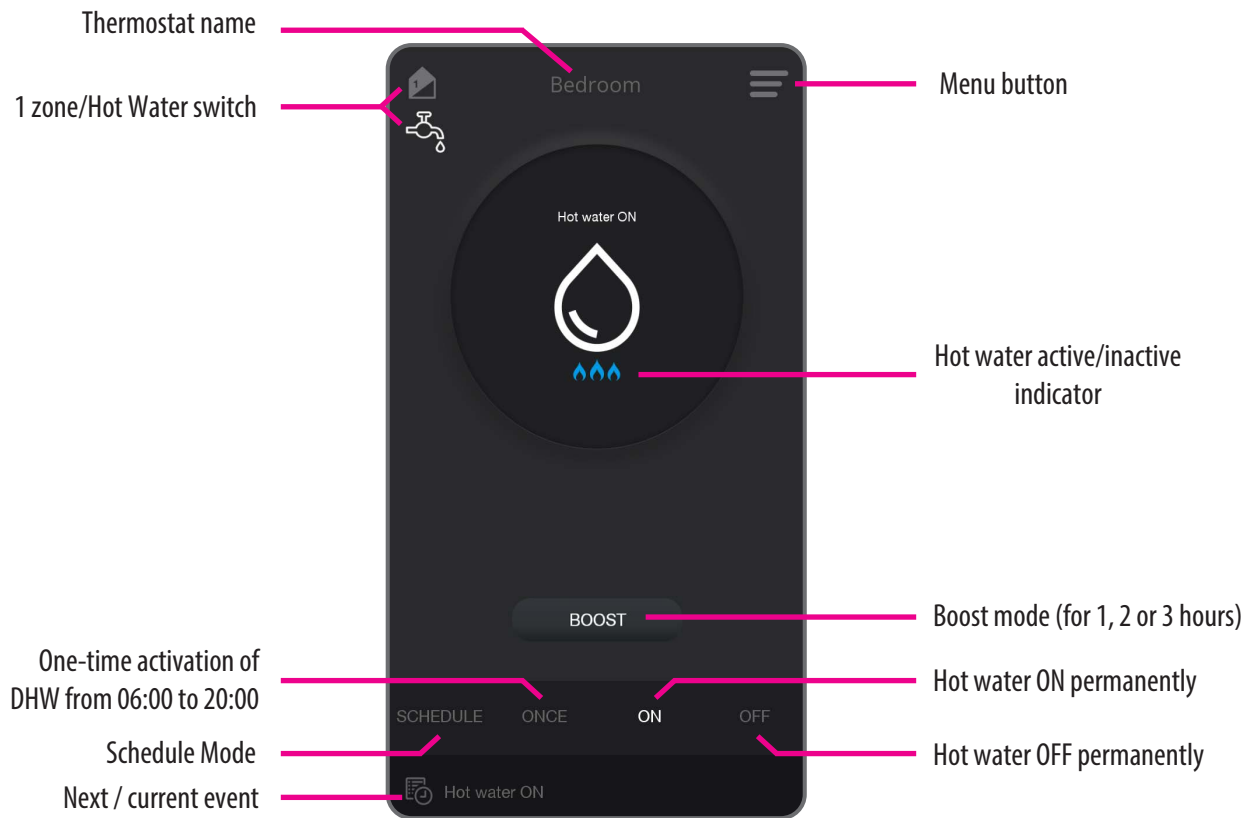 Thermostat name
1 zone/Hot Water switch
1
Bedroom
Menu button
Hot water ON
Hot water active/inactive
indicator
BOOST
Boost mode (for 1, 2 or 3 hours)
One-time activation of
DHW from 06:00 to 20:00
Hot water ON permanently
SCHEDULE ONCE ON OFF
Schedule Mode
Hot water OFF permanently
Next / current event
Hot water ON